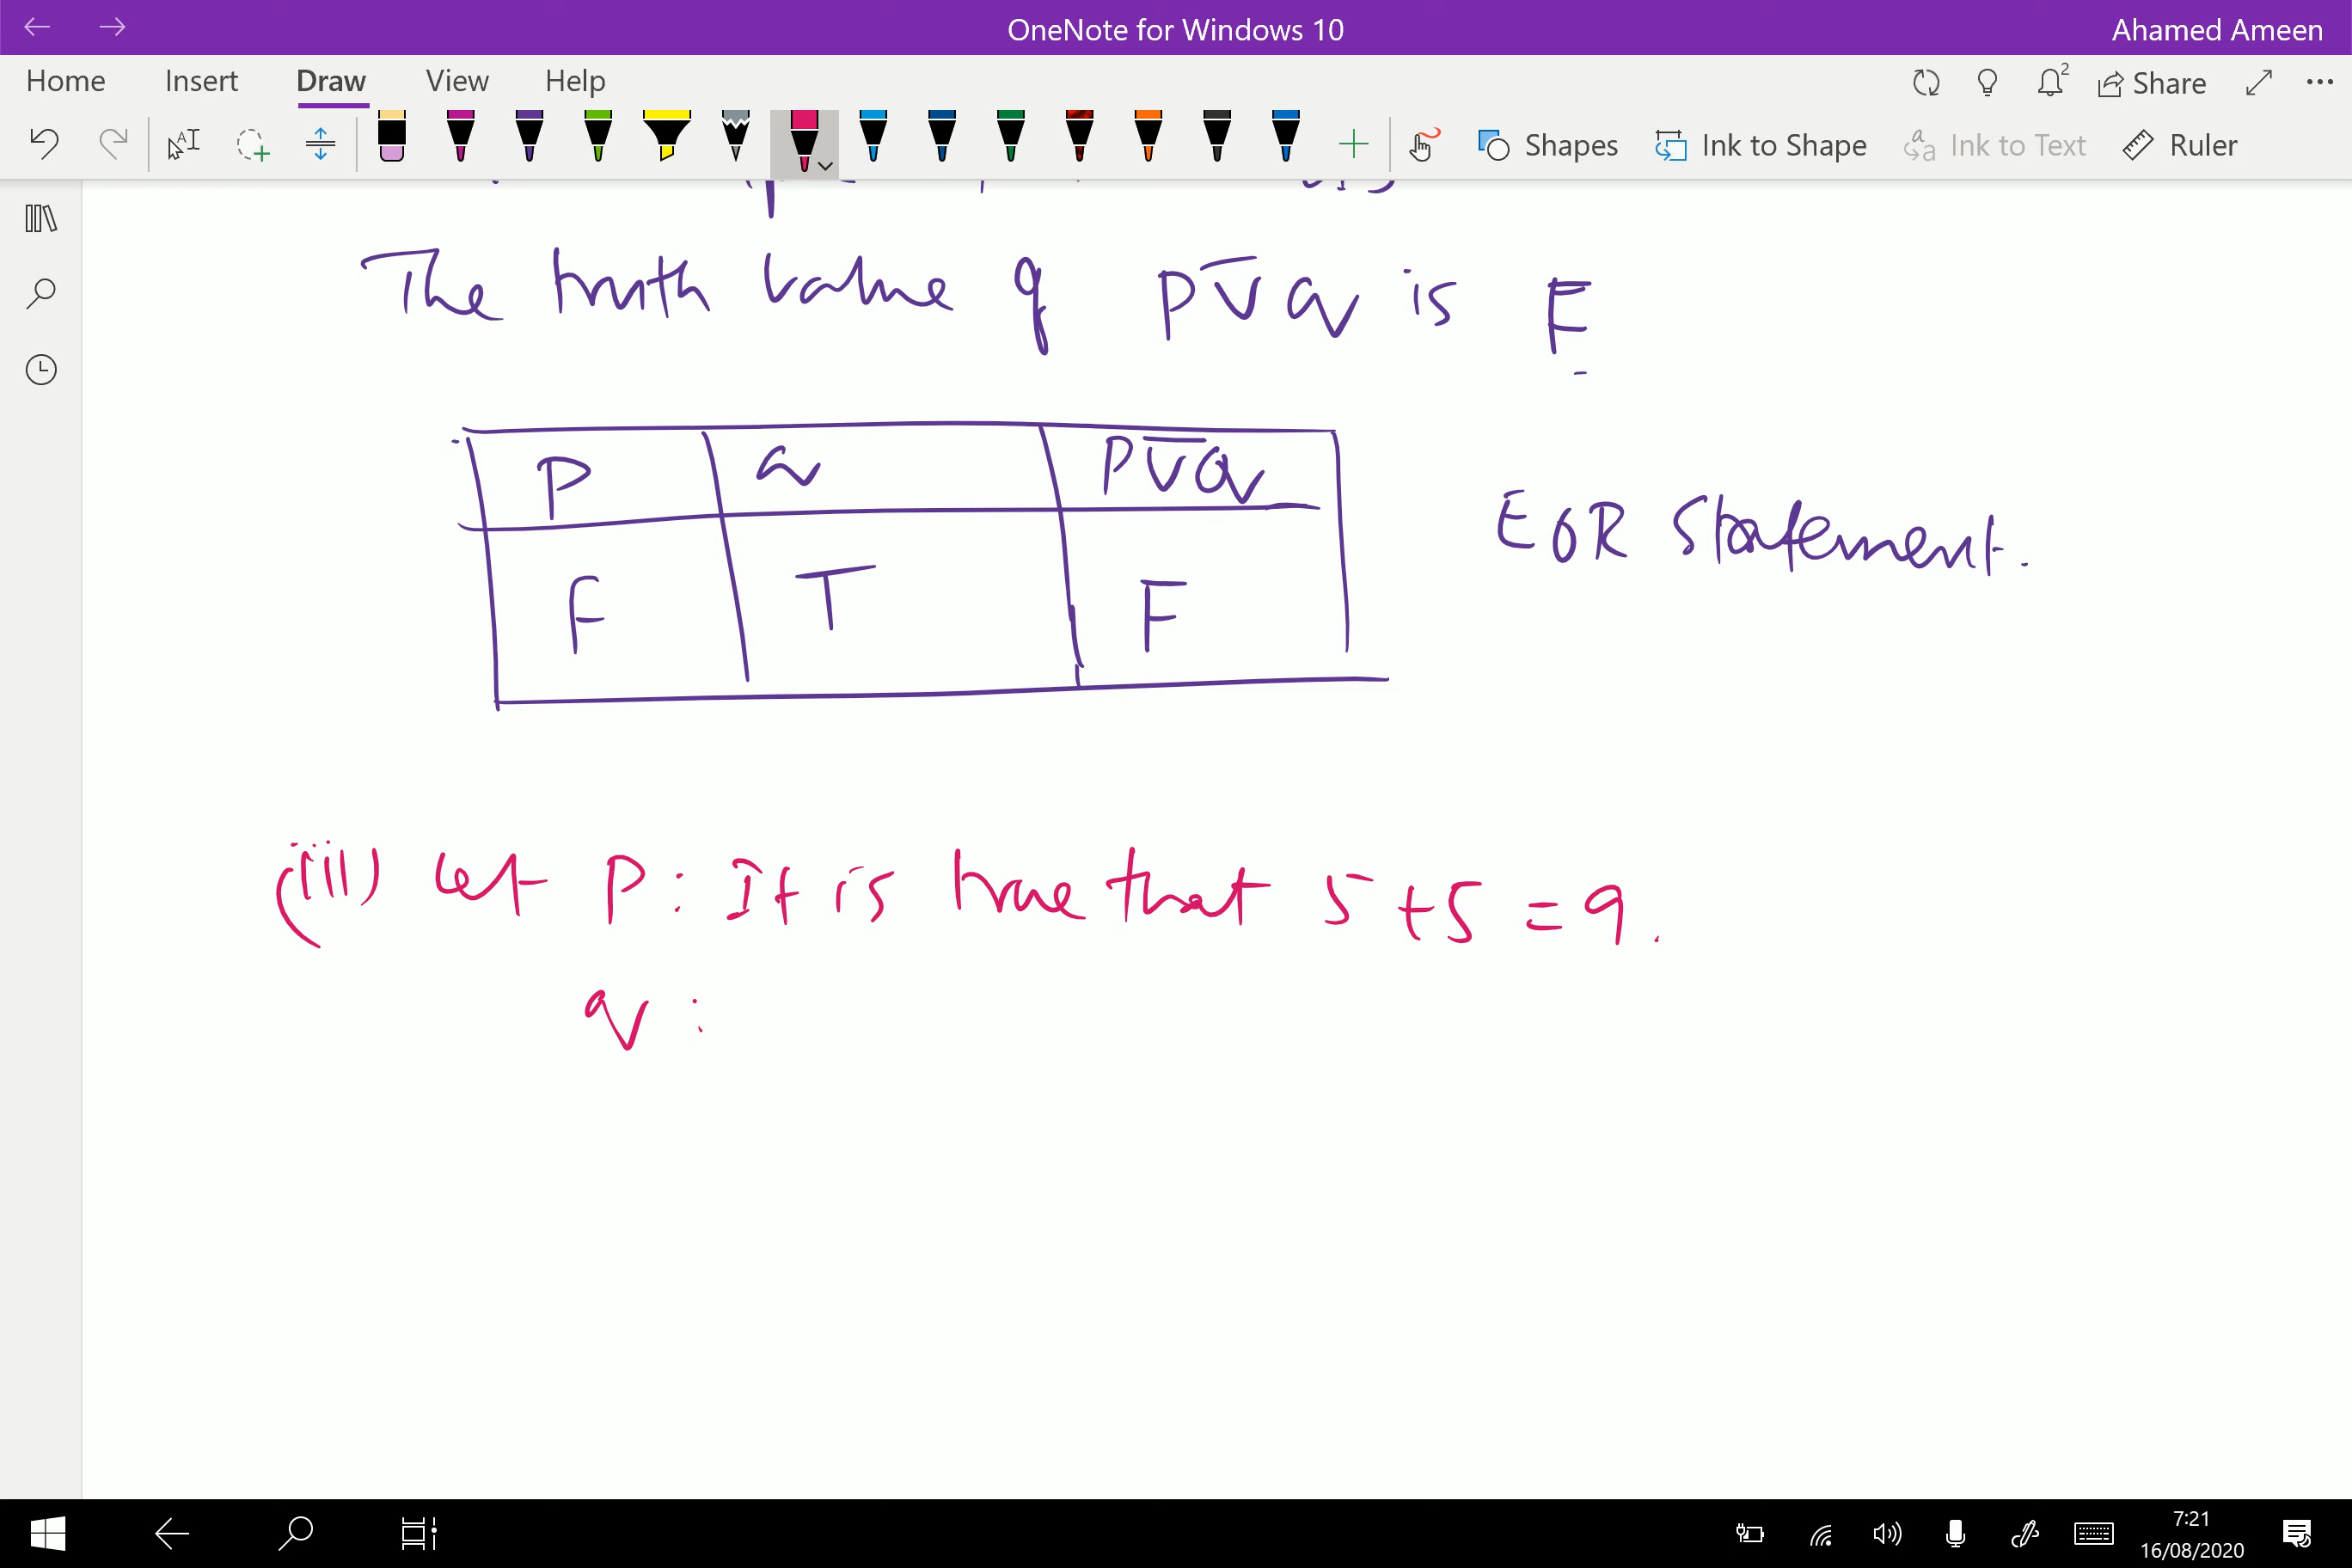 OneNote for Windows 10
Ahamed Ameen
Home Insert Draw View Help
2 Share
Shapes Ink to Shape Ink to Text Ruler
The truth value of p ⊻ q is F
P q P ⊻ q
F T F
EOR Statement.
(iii) Let P : It is true that 5 + 5 = 9.
q :
7:21
16/08/2020